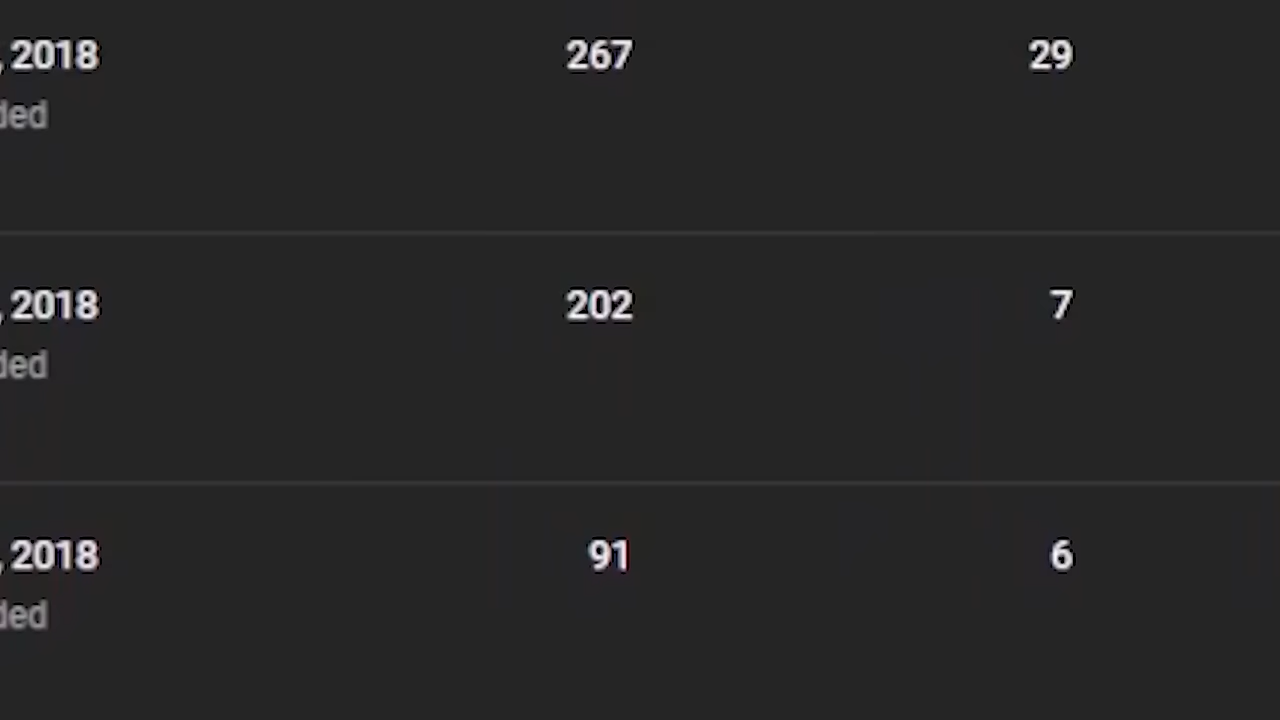 , 2018 267 29
ded
, 2018 202 7
ded
, 2018 91 6
ded